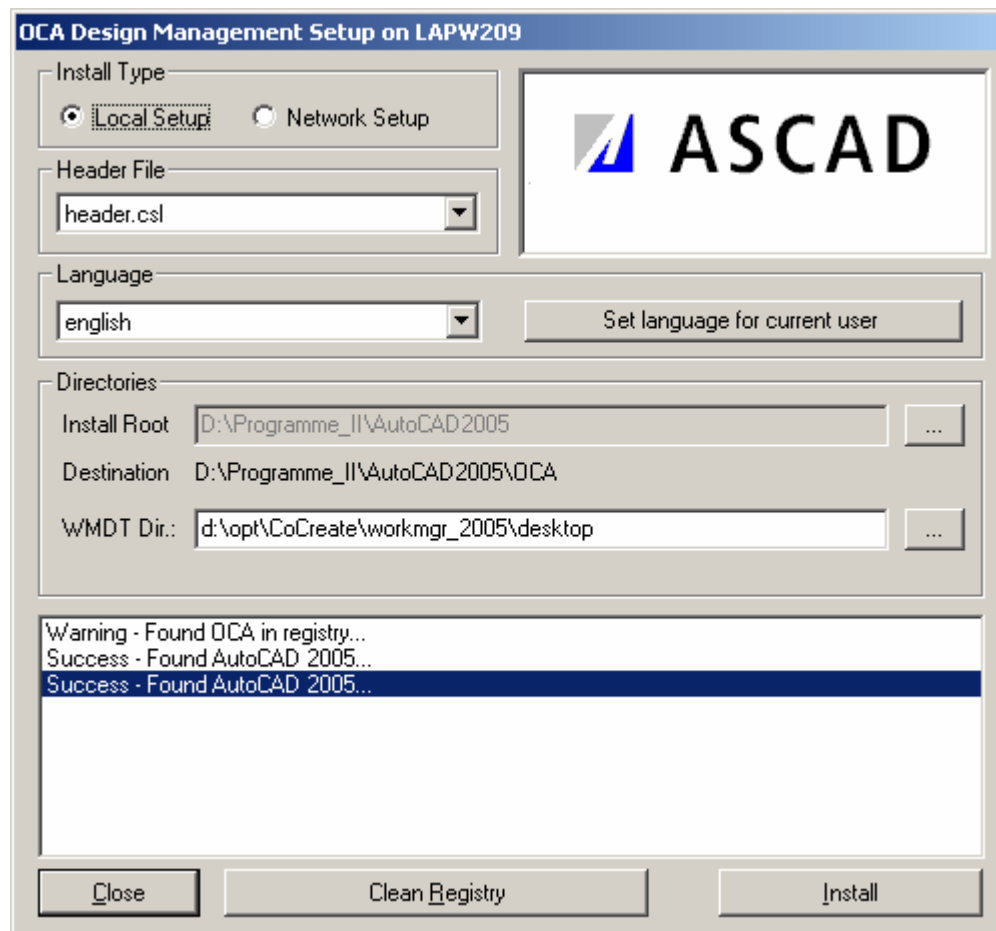 OCA Design Management Setup on LAPW209
Install Type
Local Setup Network Setup
ASCAD
Header File
header.csl
Language
english Set language for current user
Directories
Install Root D:\Programme_II\AutoCAD2005 ...
Destination D:\Programme_II\AutoCAD2005\OCA
WMDT Dir.: d:\opt\CoCreate\workmgr_2005\desktop ...
Warning - Found OCA in registry...
Success - Found AutoCAD 2005...
Success - Found AutoCAD 2005...
Close Clean Registry Install